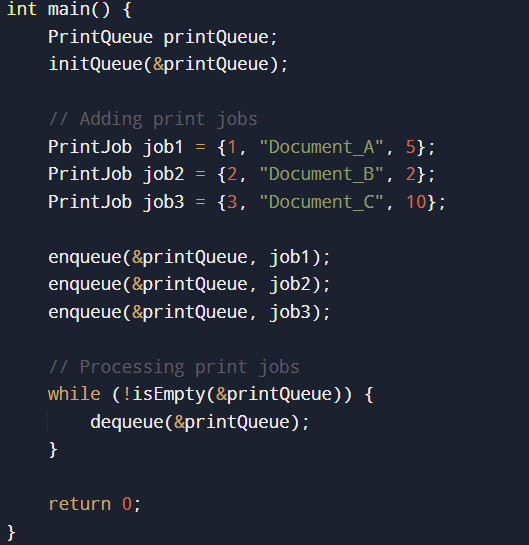 int main() {
    PrintQueue printQueue;
    initQueue(&printQueue);

    // Adding print jobs
    PrintJob job1 = {1, "Document_A", 5};
    PrintJob job2 = {2, "Document_B", 2};
    PrintJob job3 = {3, "Document_C", 10};

    enqueue(&printQueue, job1);
    enqueue(&printQueue, job2);
    enqueue(&printQueue, job3);

    // Processing print jobs
    while (!isEmpty(&printQueue)) {
        dequeue(&printQueue);
    }

    return 0;
}